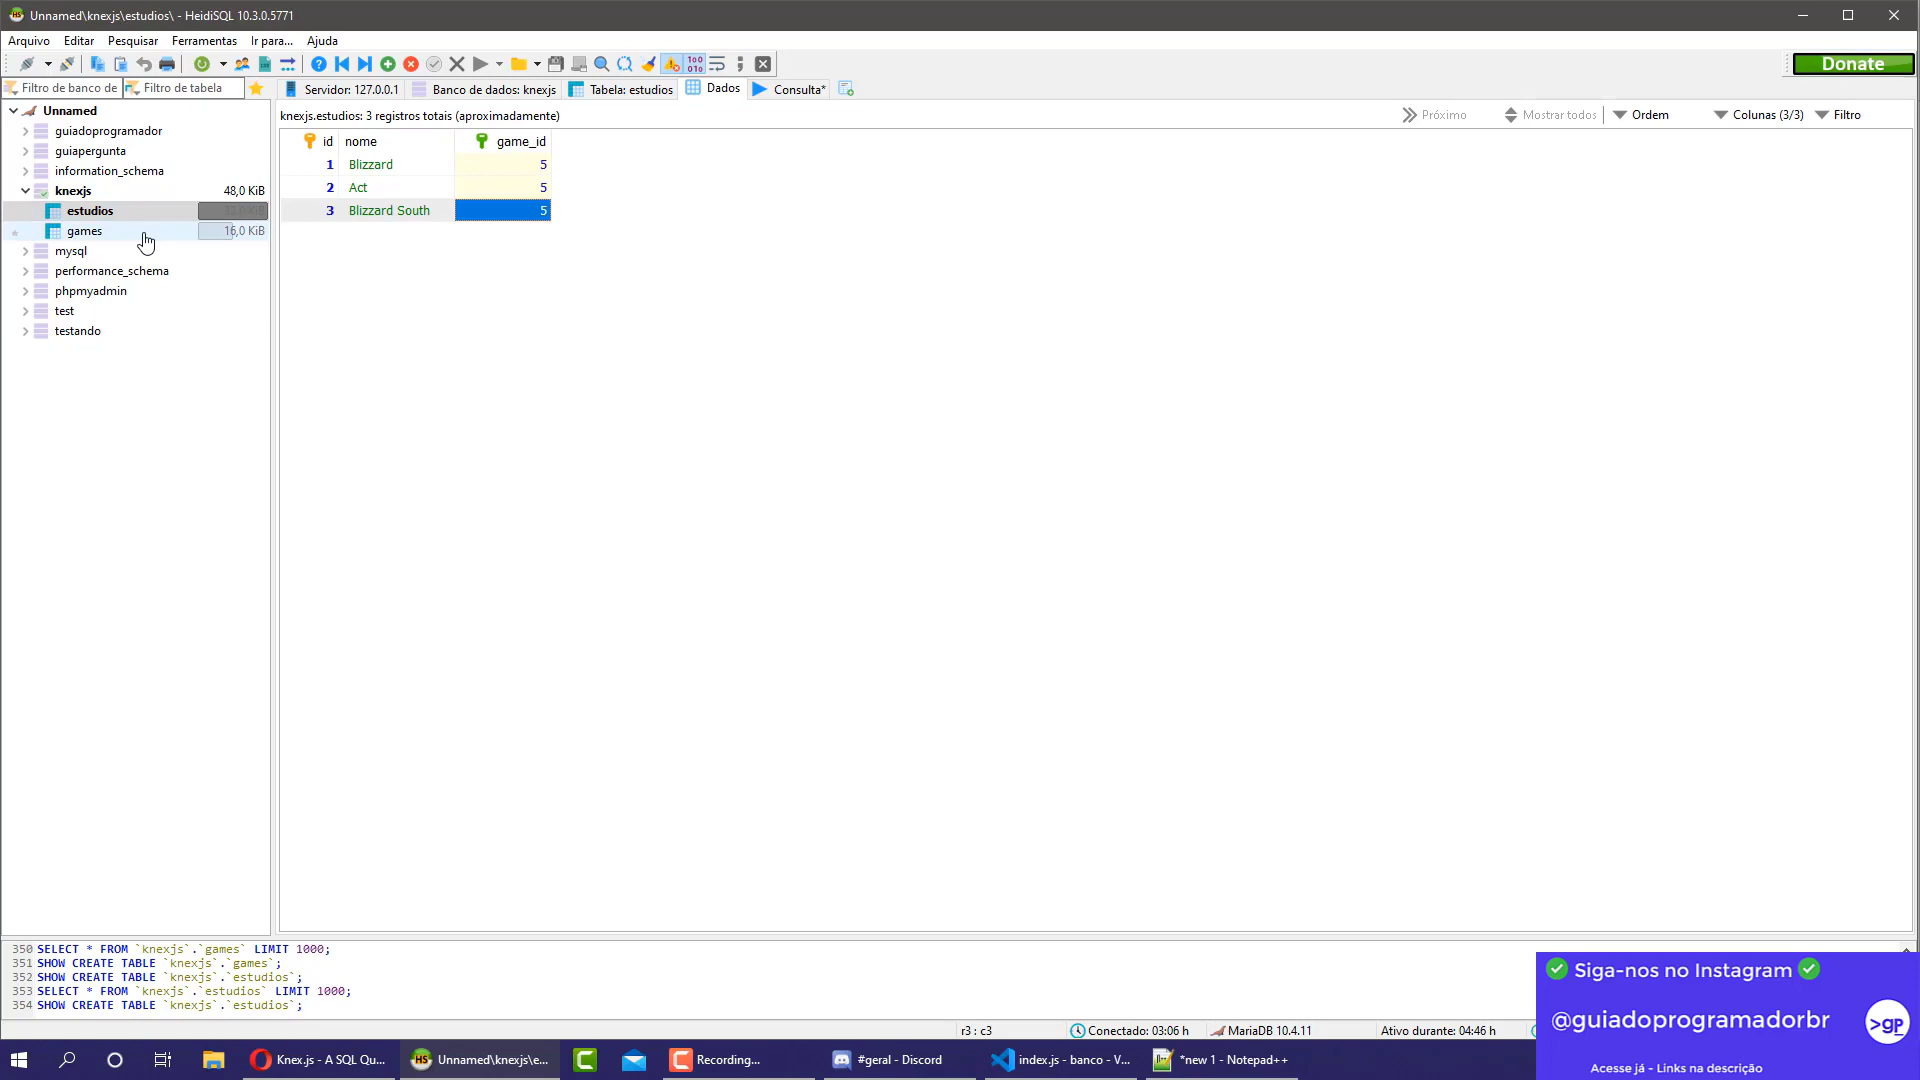 Unnamed\knexjs\estudios\ - HeidiSQL 10.3.0.5771
Arquivo Editar Pesquisar Ferramentas Ir para... Ajuda
Donate
Filtro de banco de Filtro de tabela
Servidor: 127.0.0.1 Banco de dados: knexjs Tabela: estudios Dados Consulta*
Unnamed
guiadoprogramador
guiapergunta
information_schema
knexjs 48,0 KiB
estudios
games 16,0 KiB
mysql
performance_schema
phpmyadmin
test
testando
knexjs.estudios: 3 registros totais (aproximadamente) Próximo Mostrar todos Ordem Colunas (3/3) Filtro
id nome game_id
1 Blizzard 5
2 Act 5
3 Blizzard South 5
350 SELECT * FROM `knexjs`.`games` LIMIT 1000;
351 SHOW CREATE TABLE `knexjs`.`games`;
352 SHOW CREATE TABLE `knexjs`.`estudios`;
353 SELECT * FROM `knexjs`.`estudios` LIMIT 1000;
354 SHOW CREATE TABLE `knexjs`.`estudios`;
r3 : c3 Conectado: 03:06 h MariaDB 10.4.11 Ativo durante: 04:46 h
Siga-nos no Instagram
@guiadoprogramadorbr
>gp
Acesse já - Links na descrição
Knex.js - A SQL Qu... Unnamed\knexjs\e... Recording... #geral - Discord index.js - banco - V... *new 1 - Notepad++